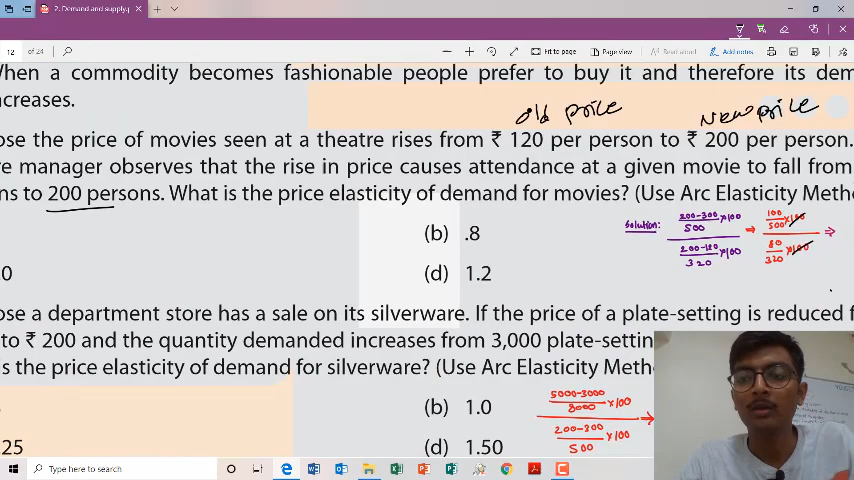 2. Demand and supply.p
12 of 24
Fit to page
Page view
Read aloud
Add notes
When a commodity becomes fashionable people prefer to buy it and therefore its dem
ncreases.
old price
New price
ose the price of movies seen at a theatre rises from ₹ 120 per person to ₹ 200 per person.
re manager observes that the rise in price causes attendance at a given movie to fall from
ns to 200 persons. What is the price elasticity of demand for movies? (Use Arc Elasticity Meth
(b) .8
Solution: 200-300/500 ×100 / 200-120/320 ×100 → 100/500 ×100 / 80/320 ×100 ⇒
0
(d) 1.2
ose a department store has a sale on its silverware. If the price of a plate-setting is reduced f
to ₹ 200 and the quantity demanded increases from 3,000 plate-settin
is the price elasticity of demand for silverware? (Use Arc Elasticity Meth
(b) 1.0
5000-3000/8000 ×100 / 200-300/500 ×100 →
.25
(d) 1.50
Type here to search